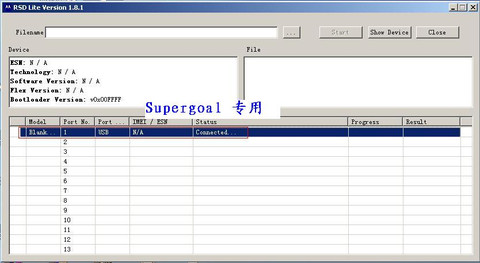 RSD Lite Version 1.8.1
Filename
...
Start
Show Device
Close
Device
File
ESN: N / A
Technology: N / A
Software Version: N / A
Flex Version: N / A
Bootloader Version: v0x00FFFF
Supergoal 专用
Model Port No. Port ... IMEI / ESN Status Progress Result
Blank... 1 USB N/A Connected...
2
3
4
5
6
7
8
9
10
11
12
13